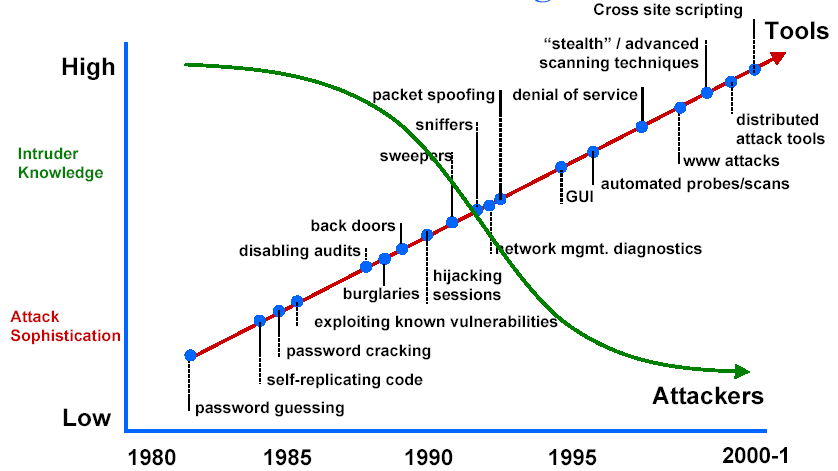 Cross site scripting
Tools
"stealth" / advanced
scanning techniques
High
packet spoofing
denial of service
sniffers
distributed
attack tools
Intruder
Knowledge
sweepers
www attacks
automated probes/scans
GUI
back doors
disabling audits
network mgmt. diagnostics
hijacking
sessions
burglaries
Attack
Sophistication
exploiting known vulnerabilities
password cracking
self-replicating code
Attackers
password guessing
Low
1980
1985
1990
1995
2000-1